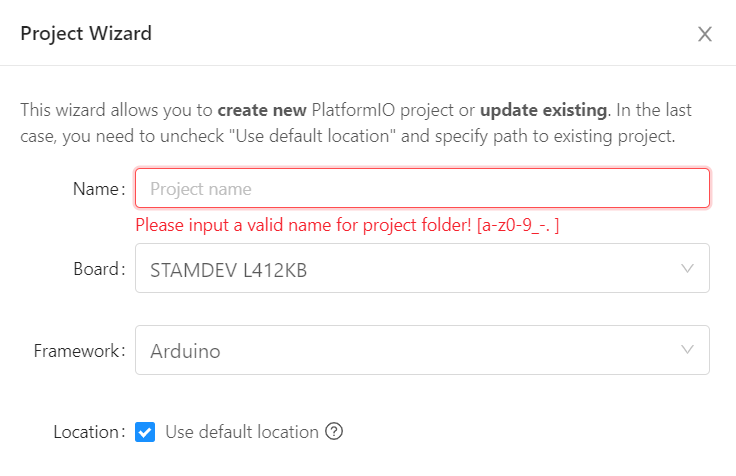 Project Wizard
This wizard allows you to create new PlatformIO project or update existing. In the last
case, you need to uncheck "Use default location" and specify path to existing project.
Name: Project name
Please input a valid name for project folder! [a-z0-9_-. ]
Board: STAMDEV L412KB
Framework: Arduino
Location: Use default location ?